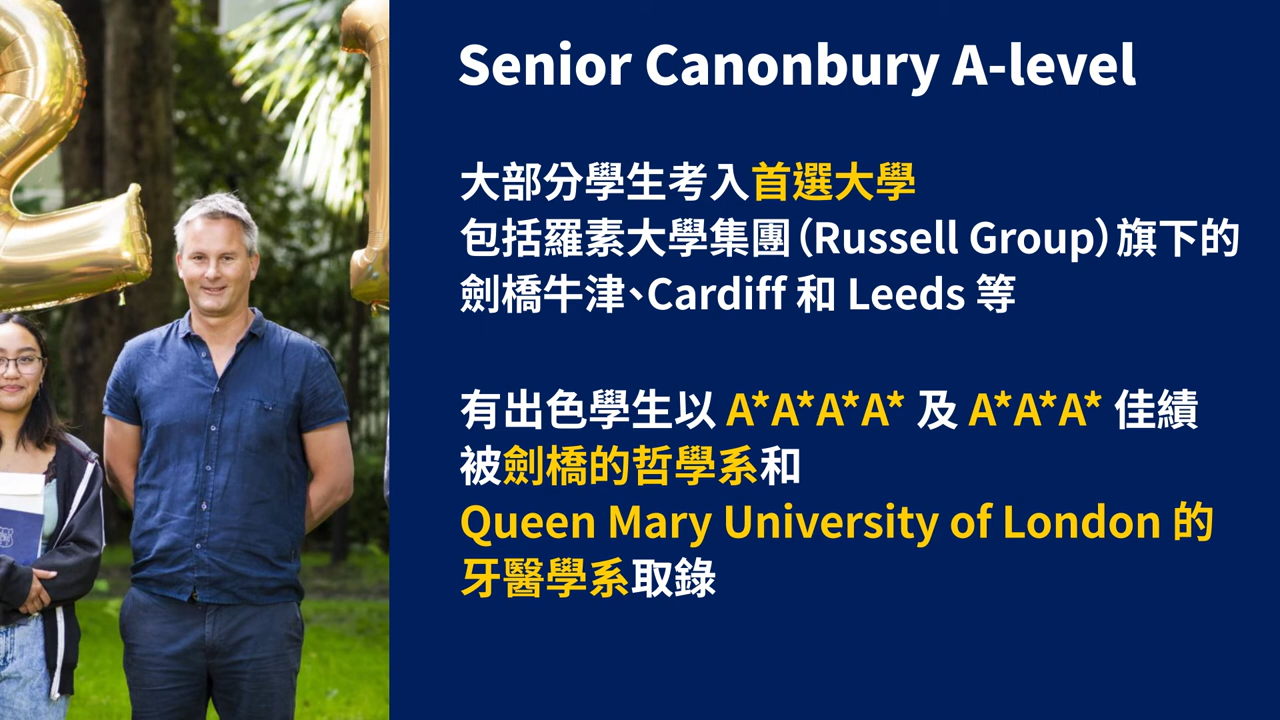 Senior Canonbury A-level
大部分學生考入首選大學
包括羅素大學集團（Russell Group）旗下的
劍橋牛津、Cardiff 和 Leeds 等
有出色學生以 A*A*A*A* 及 A*A*A* 佳績
被劍橋的哲學系和
Queen Mary University of London 的
牙醫學系取錄